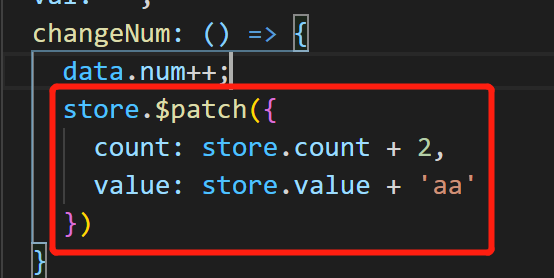 changeNum: () => {
data.num++;
store.$patch({
count: store.count + 2,
value: store.value + 'aa'
})
}